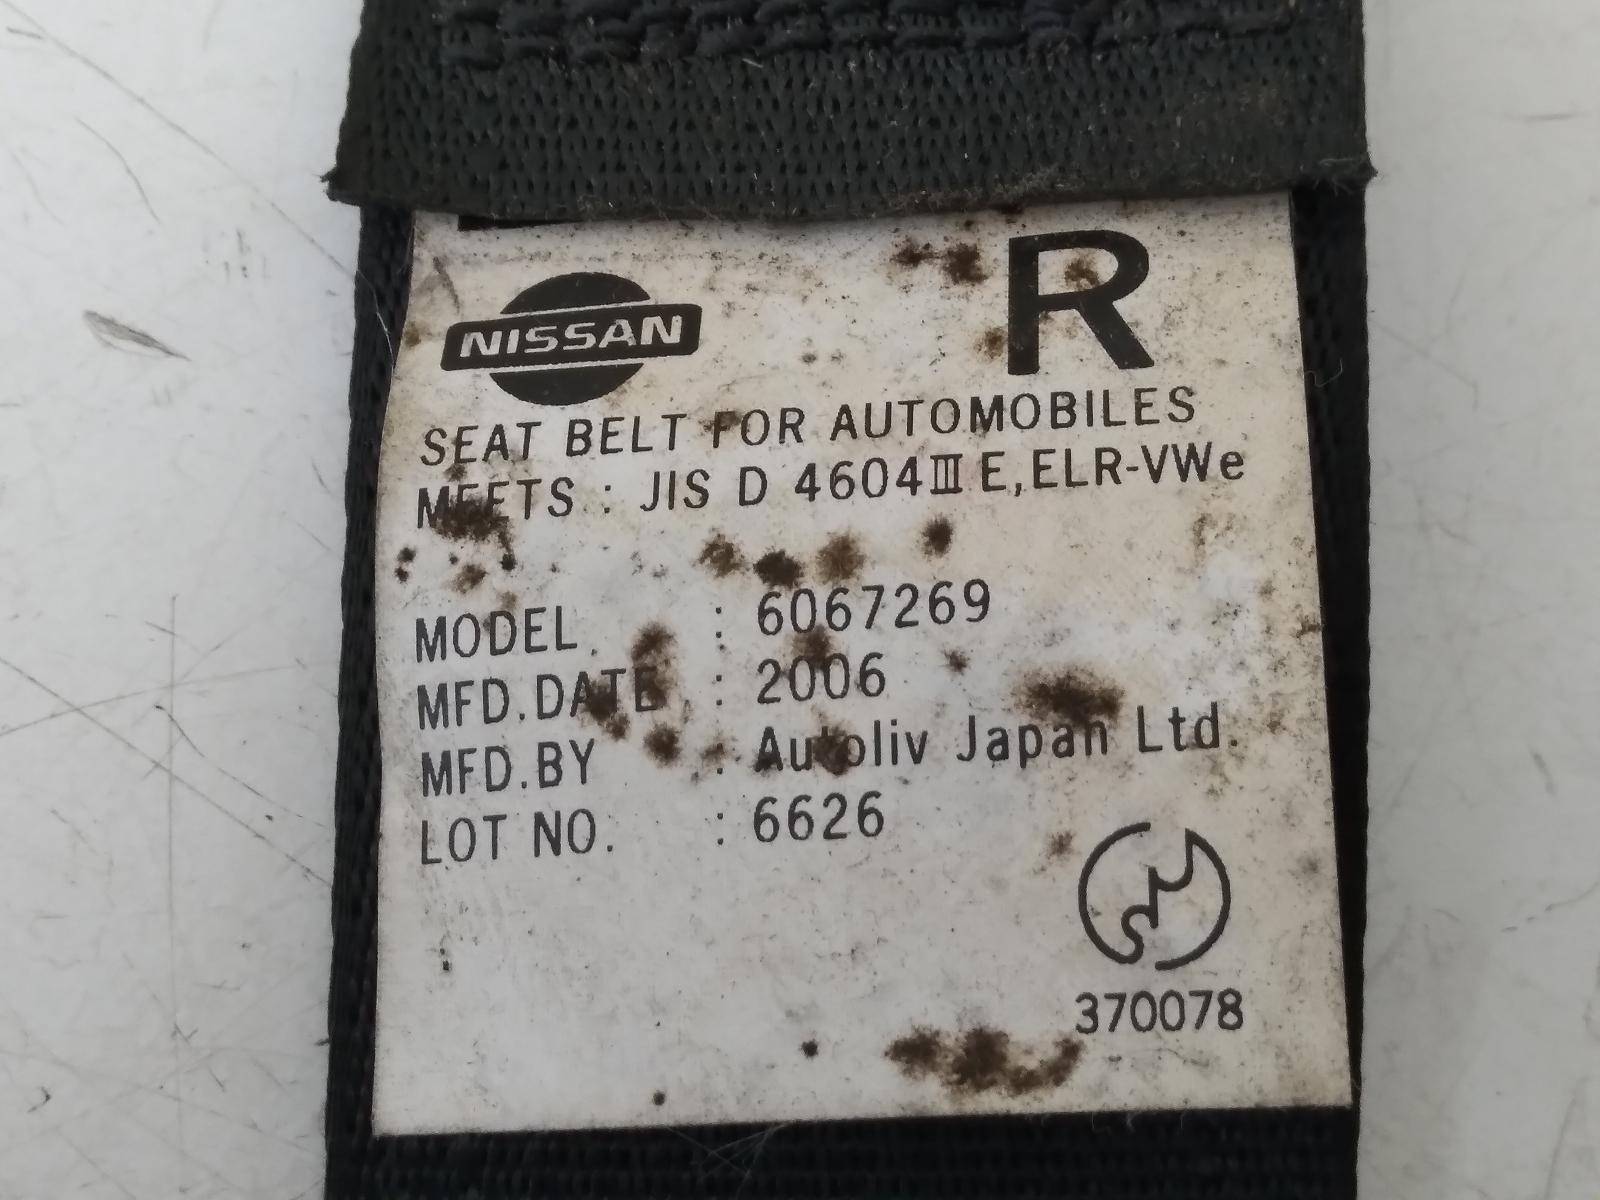 NISSAN
R
SEAT BELT FOR AUTOMOBILES
MEETS : JIS D 4604Ⅲ E,ELR-VWe
MODEL : 6067269
MFD.DATE : 2006
MFD.BY : Autoliv Japan Ltd.
LOT NO. : 6626
370078